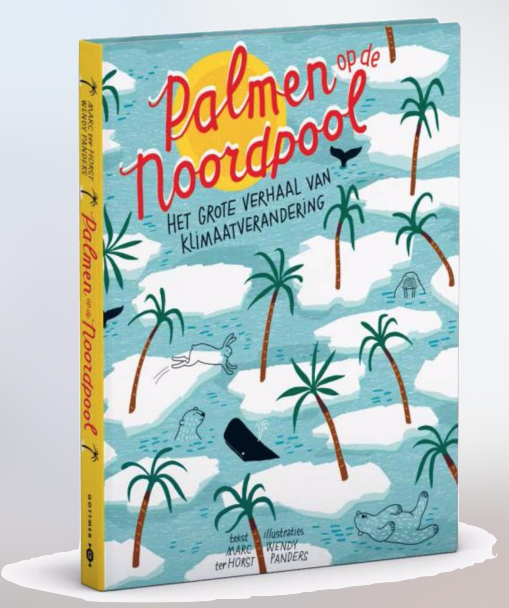 Palmen op de
Noordpool
HET GROTE VERHAAL VAN
KLIMAATVERANDERING
tekst
MARC
ter HORST
illustraties
WENDY
PANDERS
MARC ter HORST
WENDY PANDERS
Palmen op de Noordpool
GOTTMER